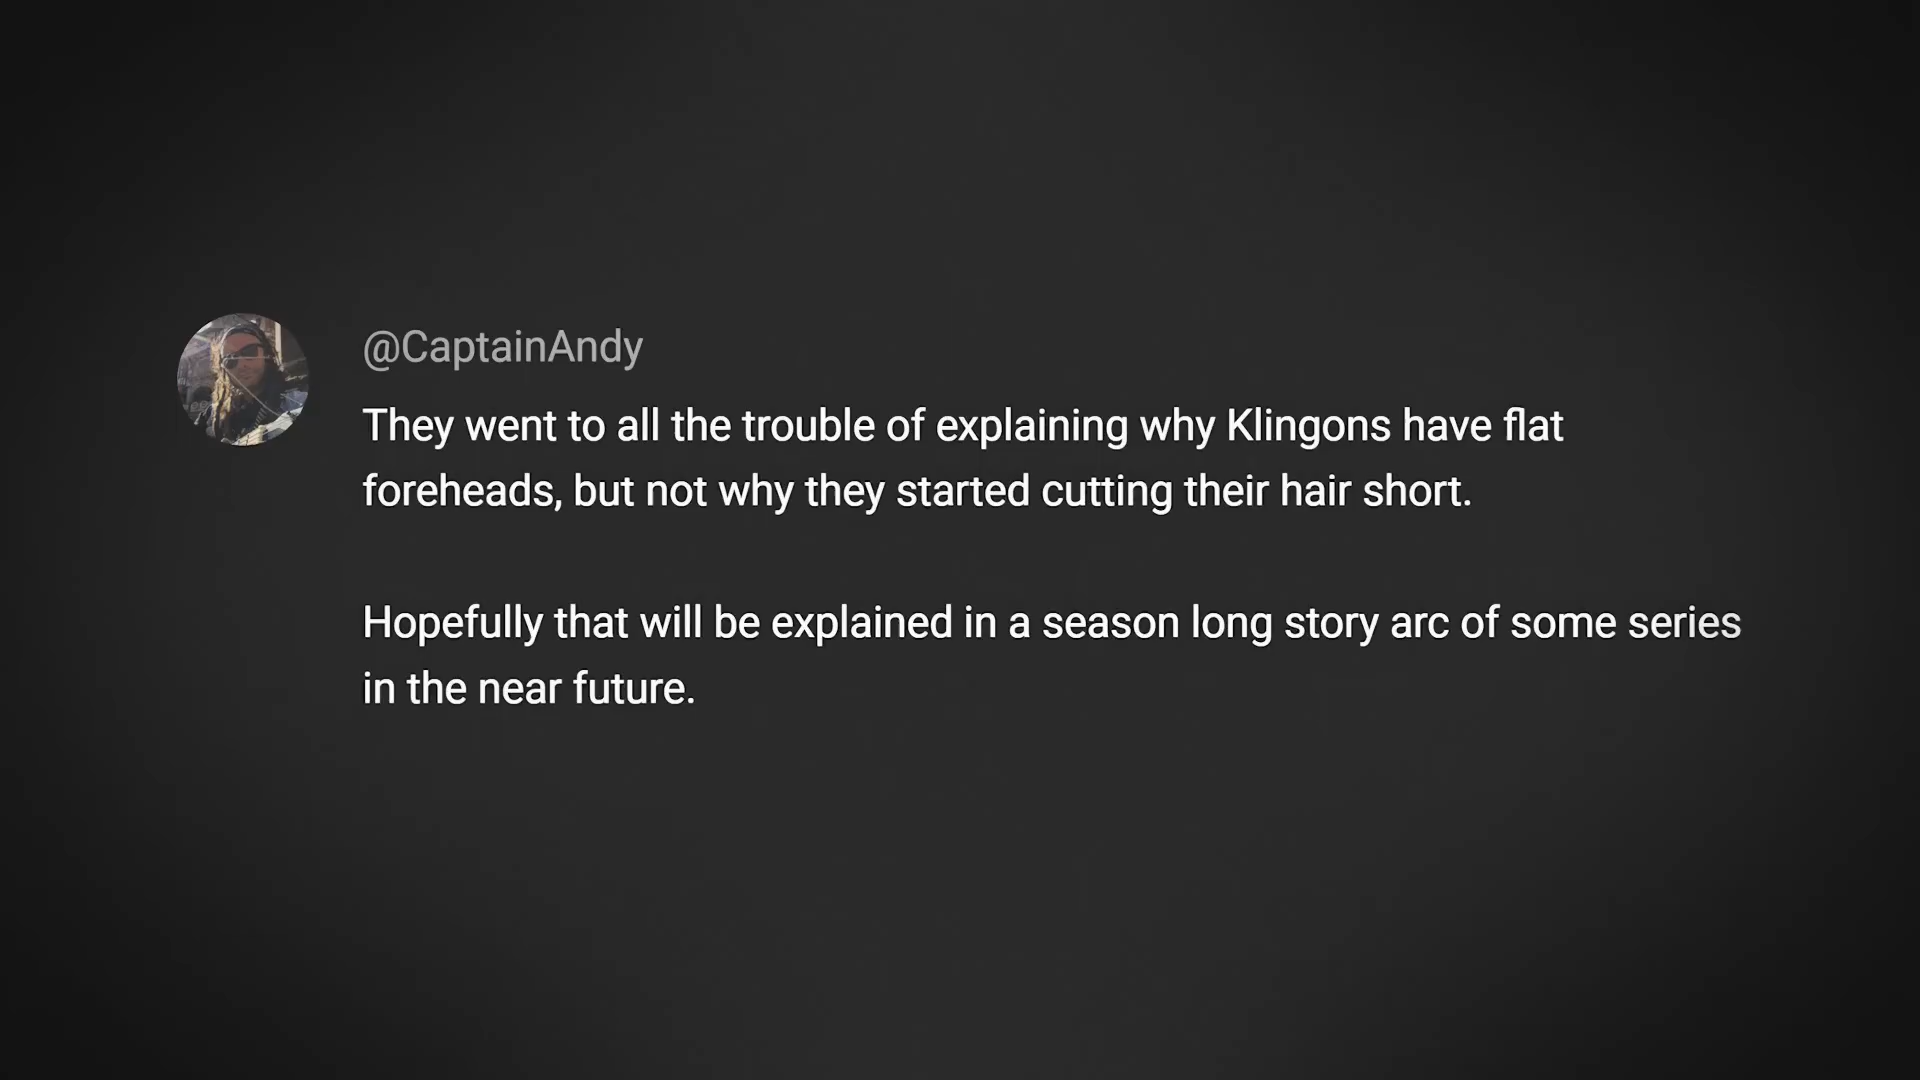 @CaptainAndy
They went to all the trouble of explaining why Klingons have flat
foreheads, but not why they started cutting their hair short.
Hopefully that will be explained in a season long story arc of some series
in the near future.